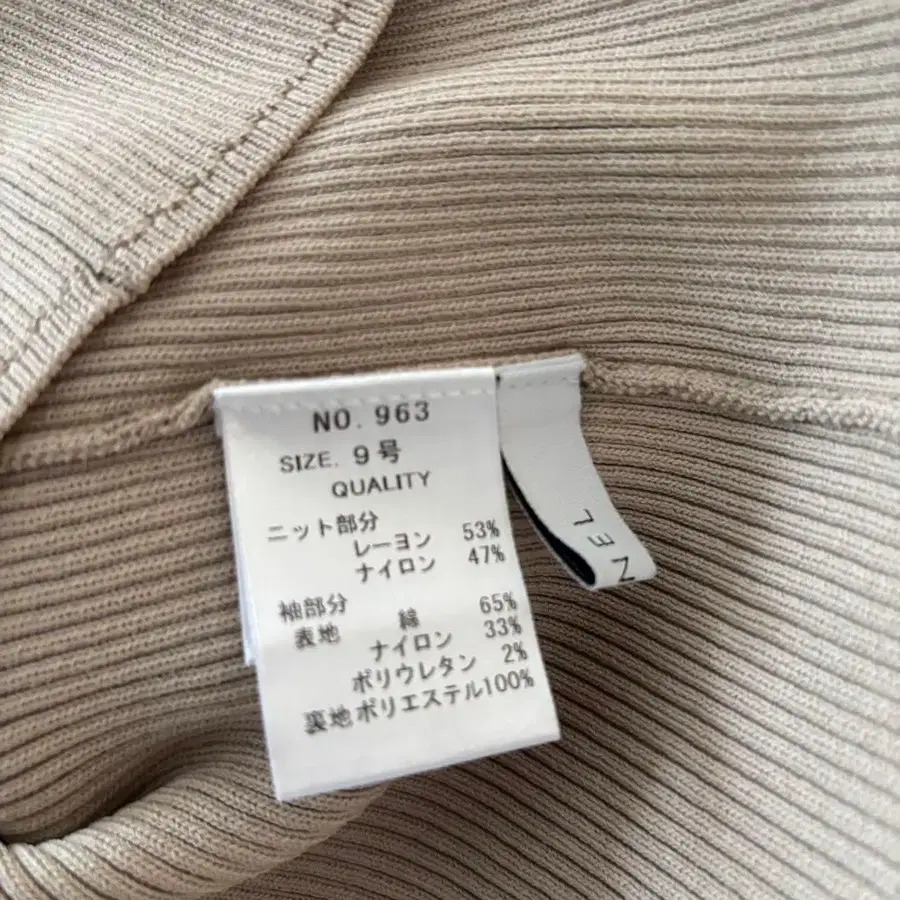 NO. 963
SIZE. 9号
QUALITY
ニット部分
レーヨン 53%
ナイロン 47%
袖部分
表地 綿 65%
ナイロン 33%
ポリウレタン 2%
裏地 ポリエステル100%
LEN